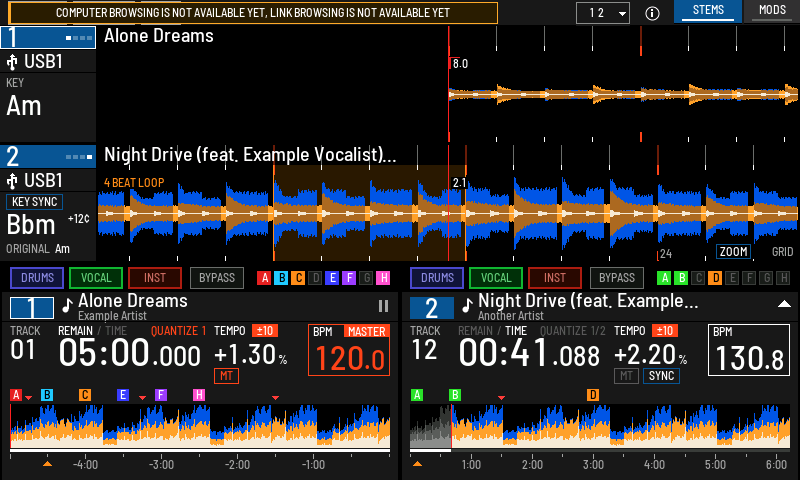 COMPUTER BROWSING IS NOT AVAILABLE YET, LINK BROWSING IS NOT AVAILABLE YET
1 2
STEMS
MODS
1
Alone Dreams
USB1
8.0
KEY
Am
2
Night Drive (feat. Example Vocalist)...
USB1
4 BEAT LOOP
2.1
KEY SYNC
Bbm
+12¢
ORIGINAL Am
24
ZOOM
GRID
DRUMS
VOCAL
INST
BYPASS
A B C D E F G H
DRUMS
VOCAL
INST
BYPASS
A B C D E F G H
1
Alone Dreams
Example Artist
TRACK
01
REMAIN / TIME
QUANTIZE 1
05:00.000
TEMPO
±10
+1.30%
MT
BPM
MASTER
120.0
A B C E F H
-4:00
-3:00
-2:00
-1:00
2
Night Drive (feat. Example...
Another Artist
TRACK
12
REMAIN / TIME
QUANTIZE 1/2
00:41.088
TEMPO
±10
+2.20%
MT
SYNC
BPM
130.8
A B D
1:00
2:00
3:00
4:00
5:00
6:00